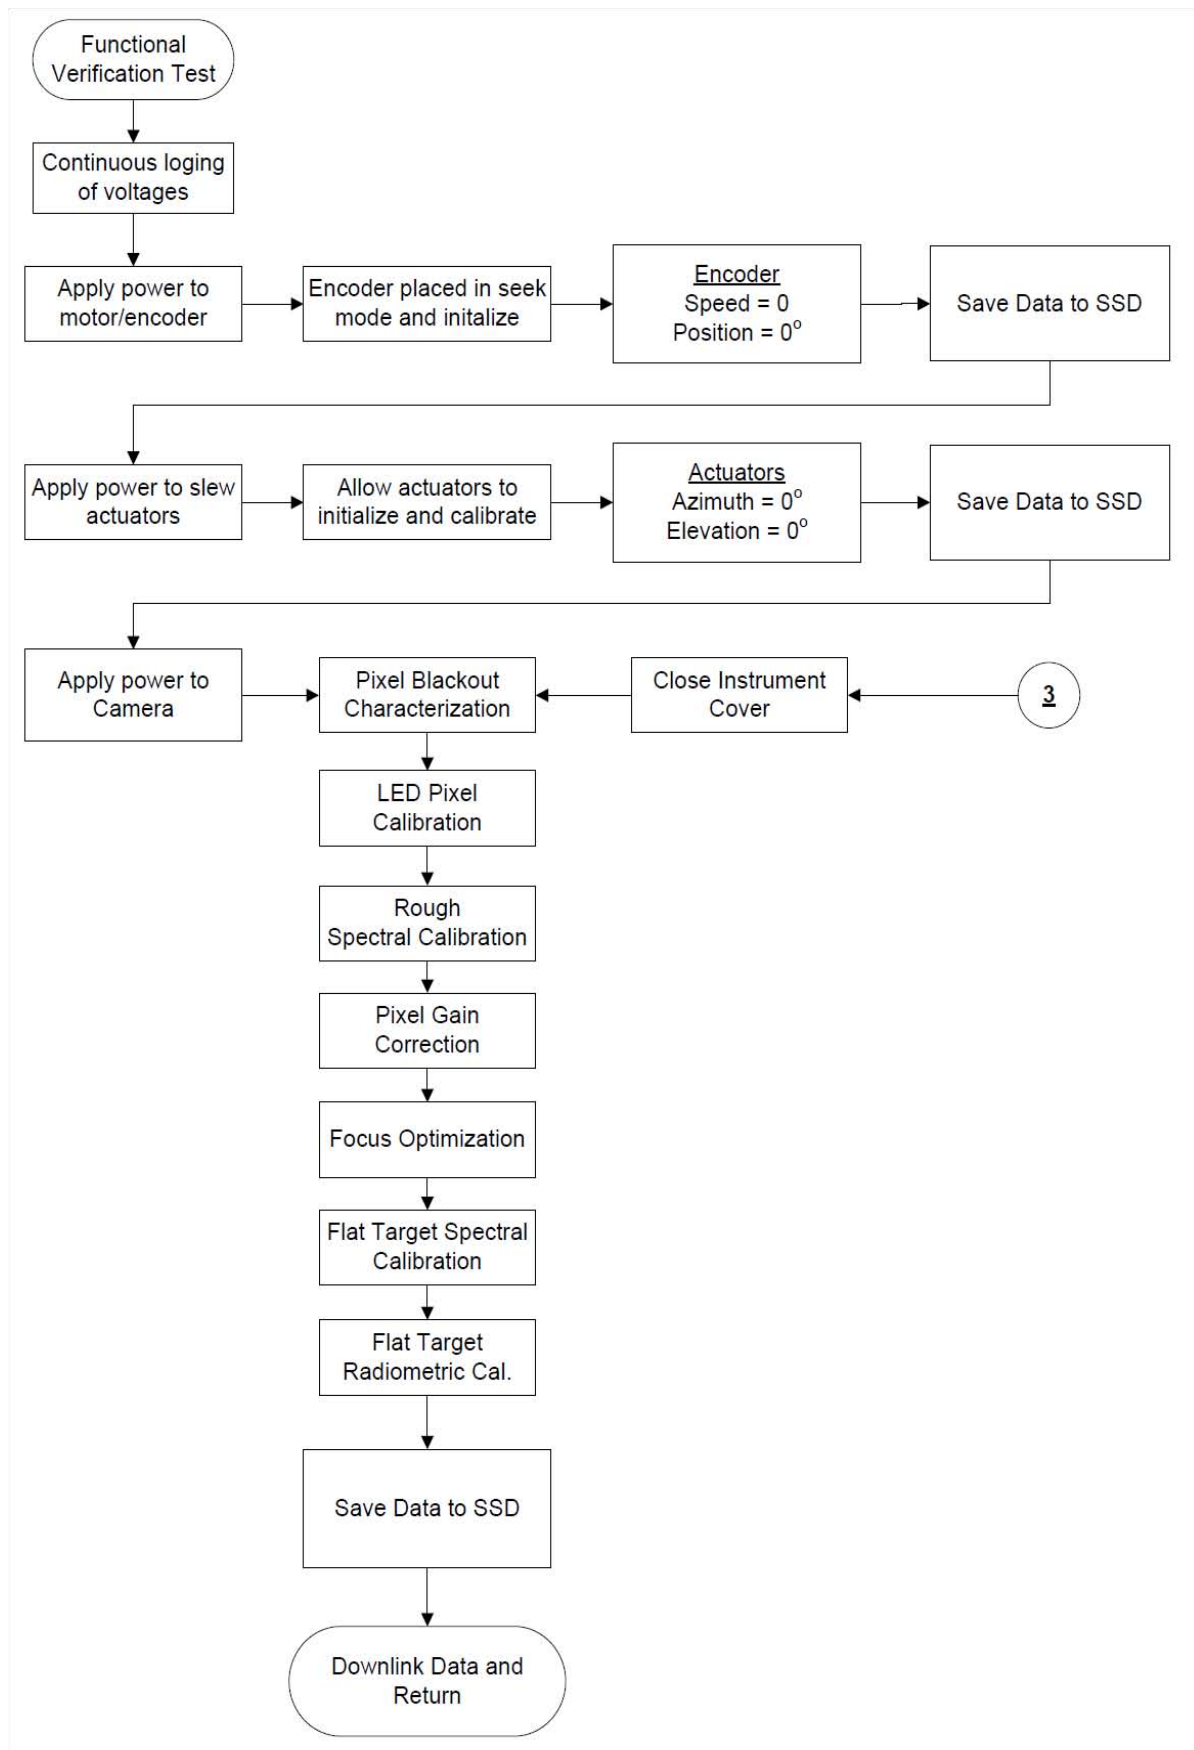 Functional
Verification Test
Continuous loging
of voltages
Apply power to
motor/encoder
Encoder placed in seek
mode and initalize
Encoder
Speed = 0
Position = 0°
Save Data to SSD
Apply power to slew
actuators
Allow actuators to
initialize and calibrate
Actuators
Azimuth = 0°
Elevation = 0°
Save Data to SSD
Apply power to
Camera
Pixel Blackout
Characterization
Close Instrument
Cover
3
LED Pixel
Calibration
Rough
Spectral Calibration
Pixel Gain
Correction
Focus Optimization
Flat Target Spectral
Calibration
Flat Target
Radiometric Cal.
Save Data to SSD
Downlink Data and
Return